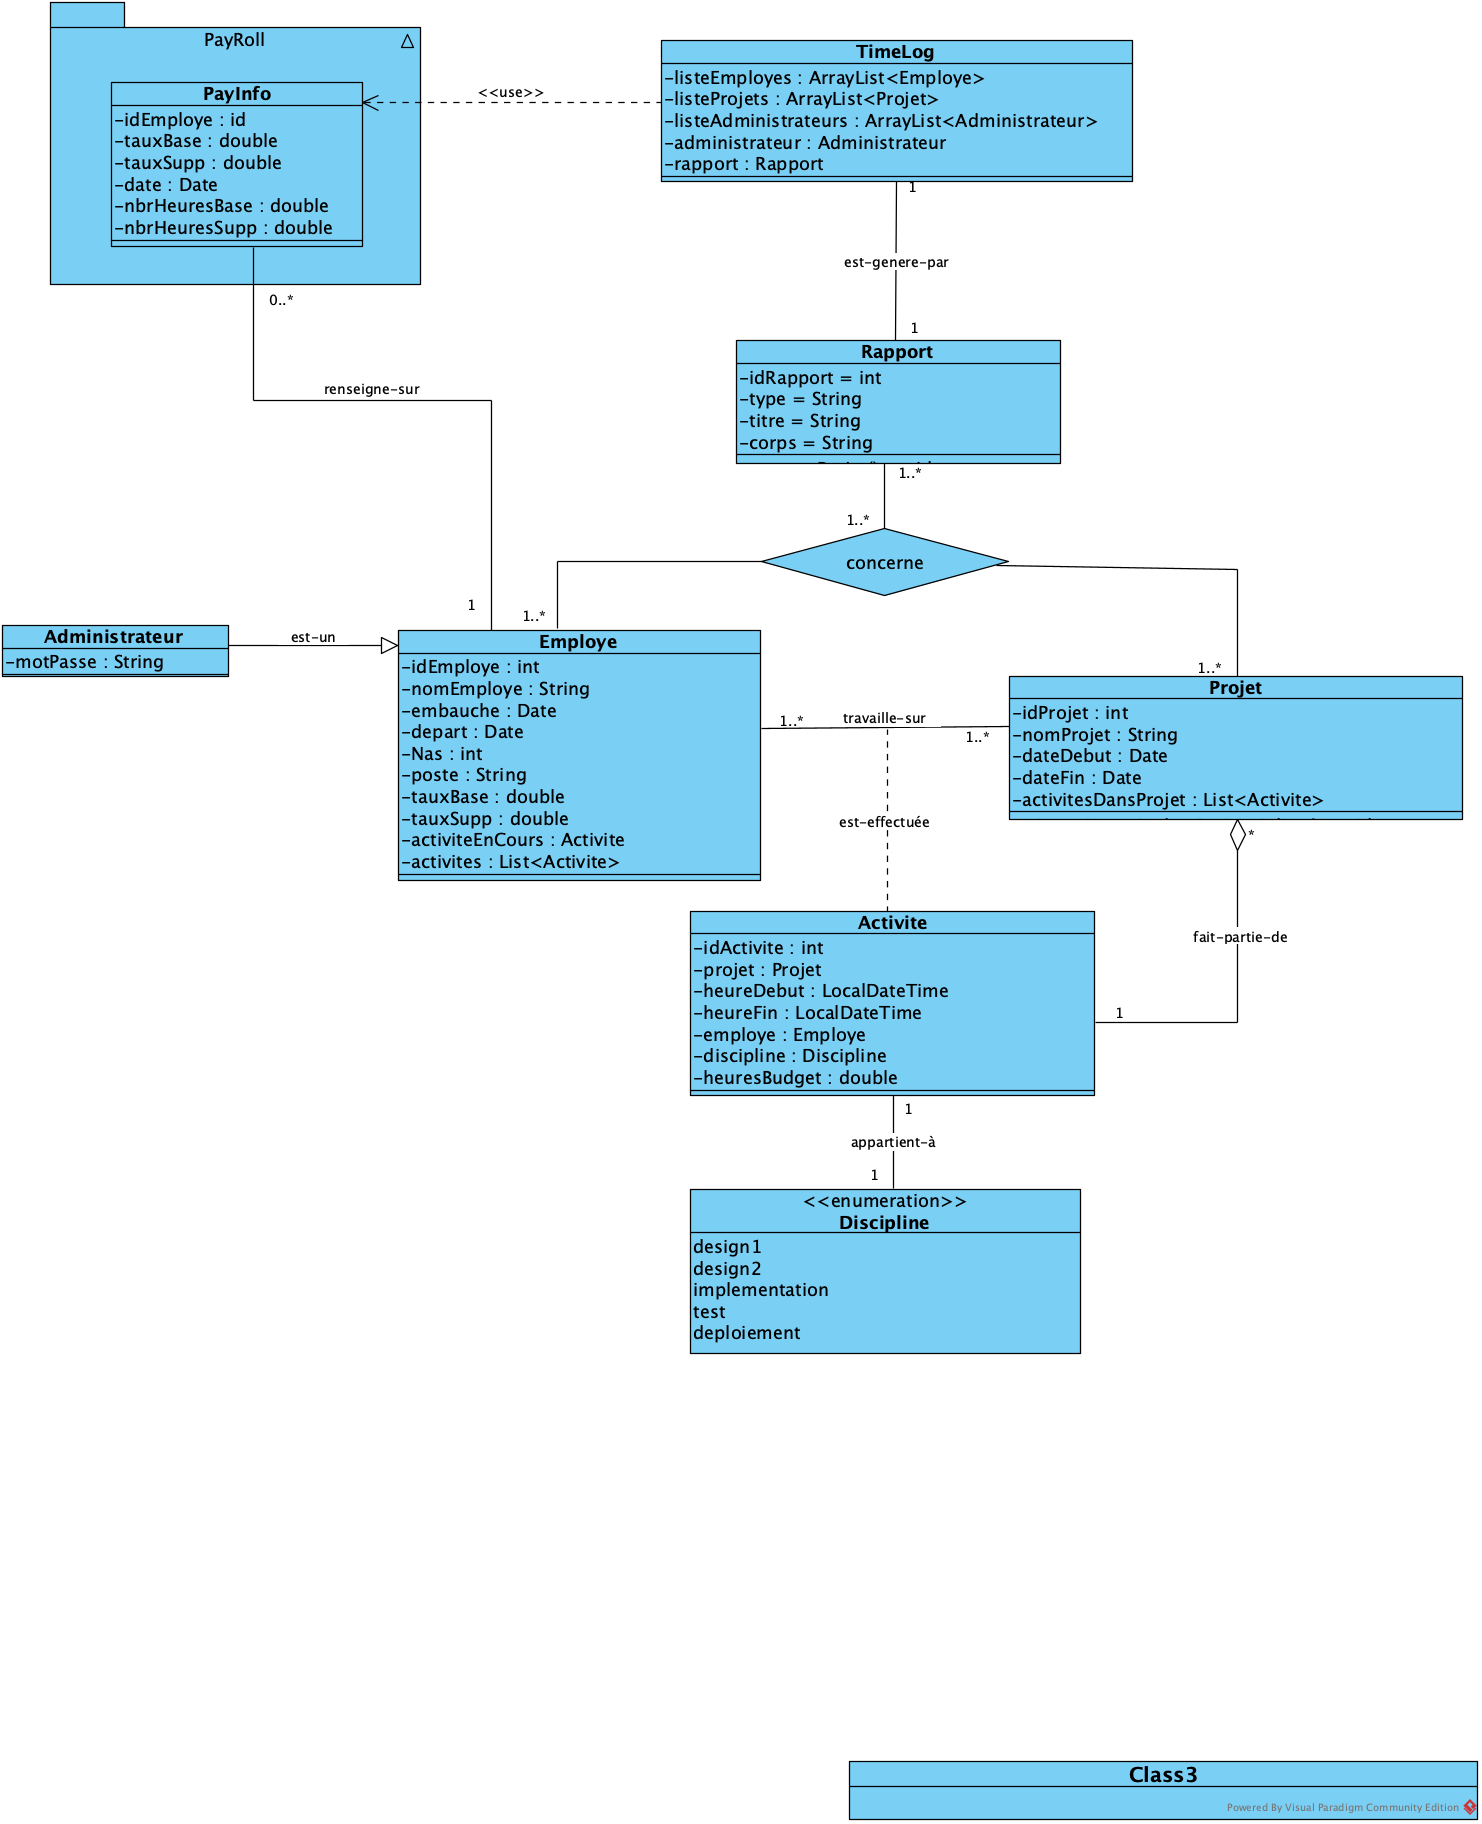 PayRoll
PayInfo
-idEmploye : id
-tauxBase : double
-tauxSupp : double
-date : Date
-nbrHeuresBase : double
-nbrHeuresSupp : double
<<use>>
TimeLog
-listeEmployes : ArrayList<Employe>
-listeProjets : ArrayList<Projet>
-listeAdministrateurs : ArrayList<Administrateur>
-administrateur : Administrateur
-rapport : Rapport
1
est-genere-par
1
0..*
renseigne-sur
1
Rapport
-idRapport = int
-type = String
-titre = String
-corps = String
1..*
1..*
concerne
1..*
1..*
Administrateur
-motPasse : String
est-un
Employe
-idEmploye : int
-nomEmploye : String
-embauche : Date
-depart : Date
-Nas : int
-poste : String
-tauxBase : double
-tauxSupp : double
-activiteEnCours : Activite
-activites : List<Activite>
1..*
travaille-sur
1..*
est-effectuée
Projet
-idProjet : int
-nomProjet : String
-dateDebut : Date
-dateFin : Date
-activitesDansProjet : List<Activite>
*
fait-partie-de
1
Activite
-idActivite : int
-projet : Projet
-heureDebut : LocalDateTime
-heureFin : LocalDateTime
-employe : Employe
-discipline : Discipline
-heuresBudget : double
1
appartient-à
1
<<enumeration>>
Discipline
design1
design2
implementation
test
deploiement
Class3
Powered By Visual Paradigm Community Edition